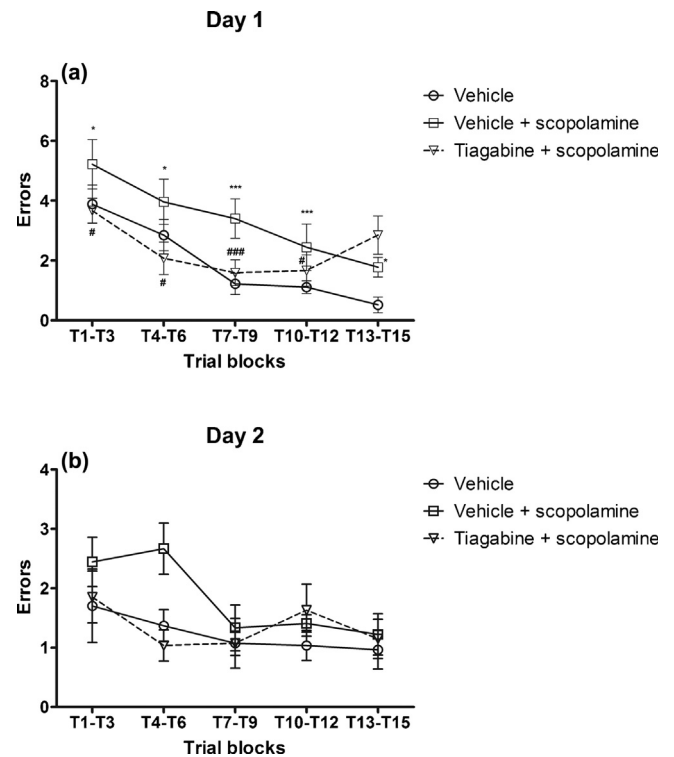 Day 1
(a)
8
6
4
2
0
Errors
*
*
***
***
*
#
#
###
#
T1-T3 T4-T6 T7-T9 T10-T12 T13-T15
Trial blocks
Vehicle
Vehicle + scopolamine
Tiagabine + scopolamine
Day 2
(b)
4
3
2
1
0
Errors
T1-T3 T4-T6 T7-T9 T10-T12 T13-T15
Trial blocks
Vehicle
Vehicle + scopolamine
Tiagabine + scopolamine